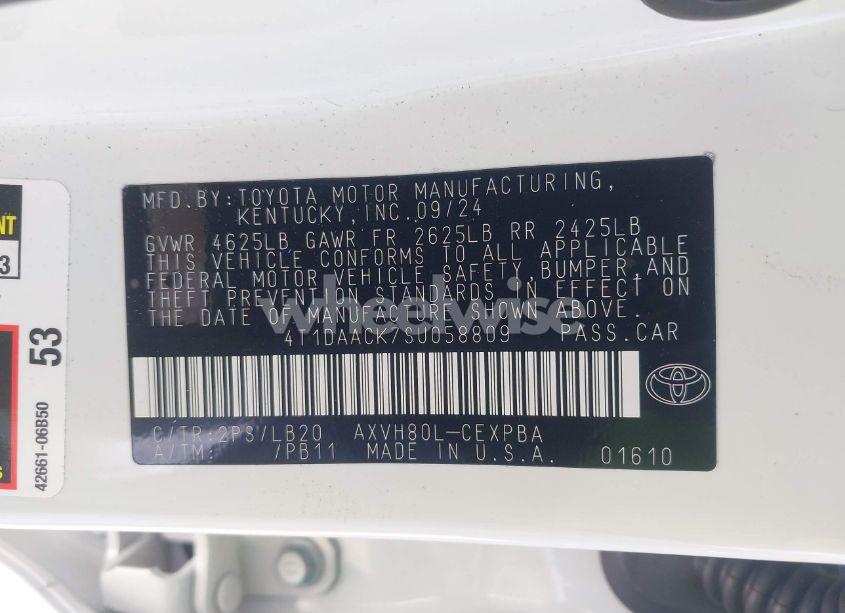 MFD.BY:TOYOTA MOTOR MANUFACTURING,
KENTUCKY,INC.09/24
GVWR 4625LB GAWR FR 2625LB RR 2425LB
THIS VEHICLE CONFORMS TO ALL APPLICABLE
FEDERAL MOTOR VEHICLE SAFETY,BUMPER,AND
THEFT PREVENTION STANDARDS IN EFFECT ON
THE DATE OF MANUFACTURE SHOWN ABOVE.
wheelwise
4T1DAACK7SU058809 PASS.CAR
C/TR:2PS/LB20 AXVH80L-CEXPBA
A/TM: /PB11 MADE IN U.S.A. 01610
53
42661-06B50
3